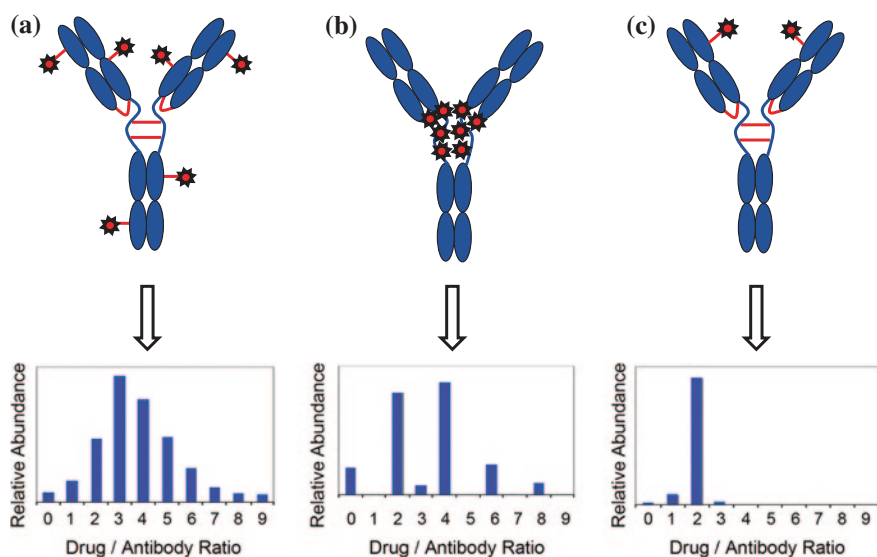 (a)
(b)
(c)
Relative Abundance
0 1 2 3 4 5 6 7 8 9
Drug / Antibody Ratio
Relative Abundance
0 1 2 3 4 5 6 7 8 9
Drug / Antibody Ratio
Relative Abundance
0 1 2 3 4 5 6 7 8 9
Drug / Antibody Ratio